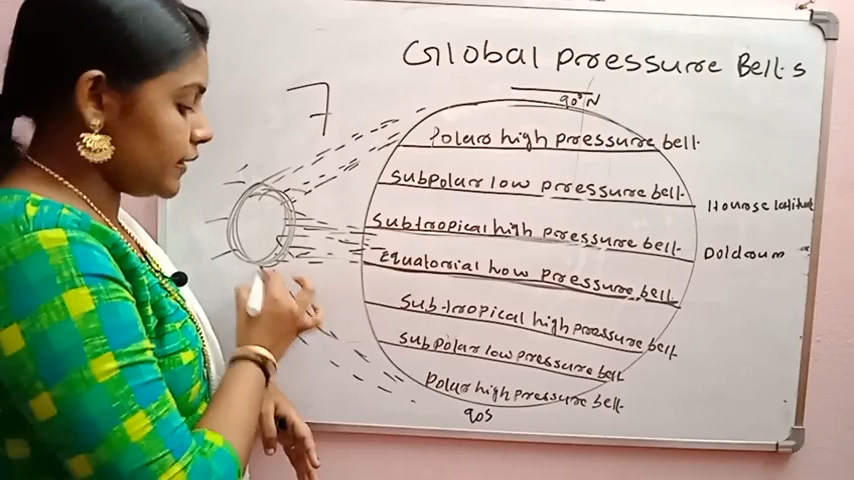 Global pressure Belts
7
90°N
Polar high pressure belt
subpolar low pressure belt
Hourse latitut
subtropical high pressure belt
Doldrum
Equatorial low pressure belt
Sub-tropical high pressure belt
subpolar low pressure belt
Polar high pressure belt
90S